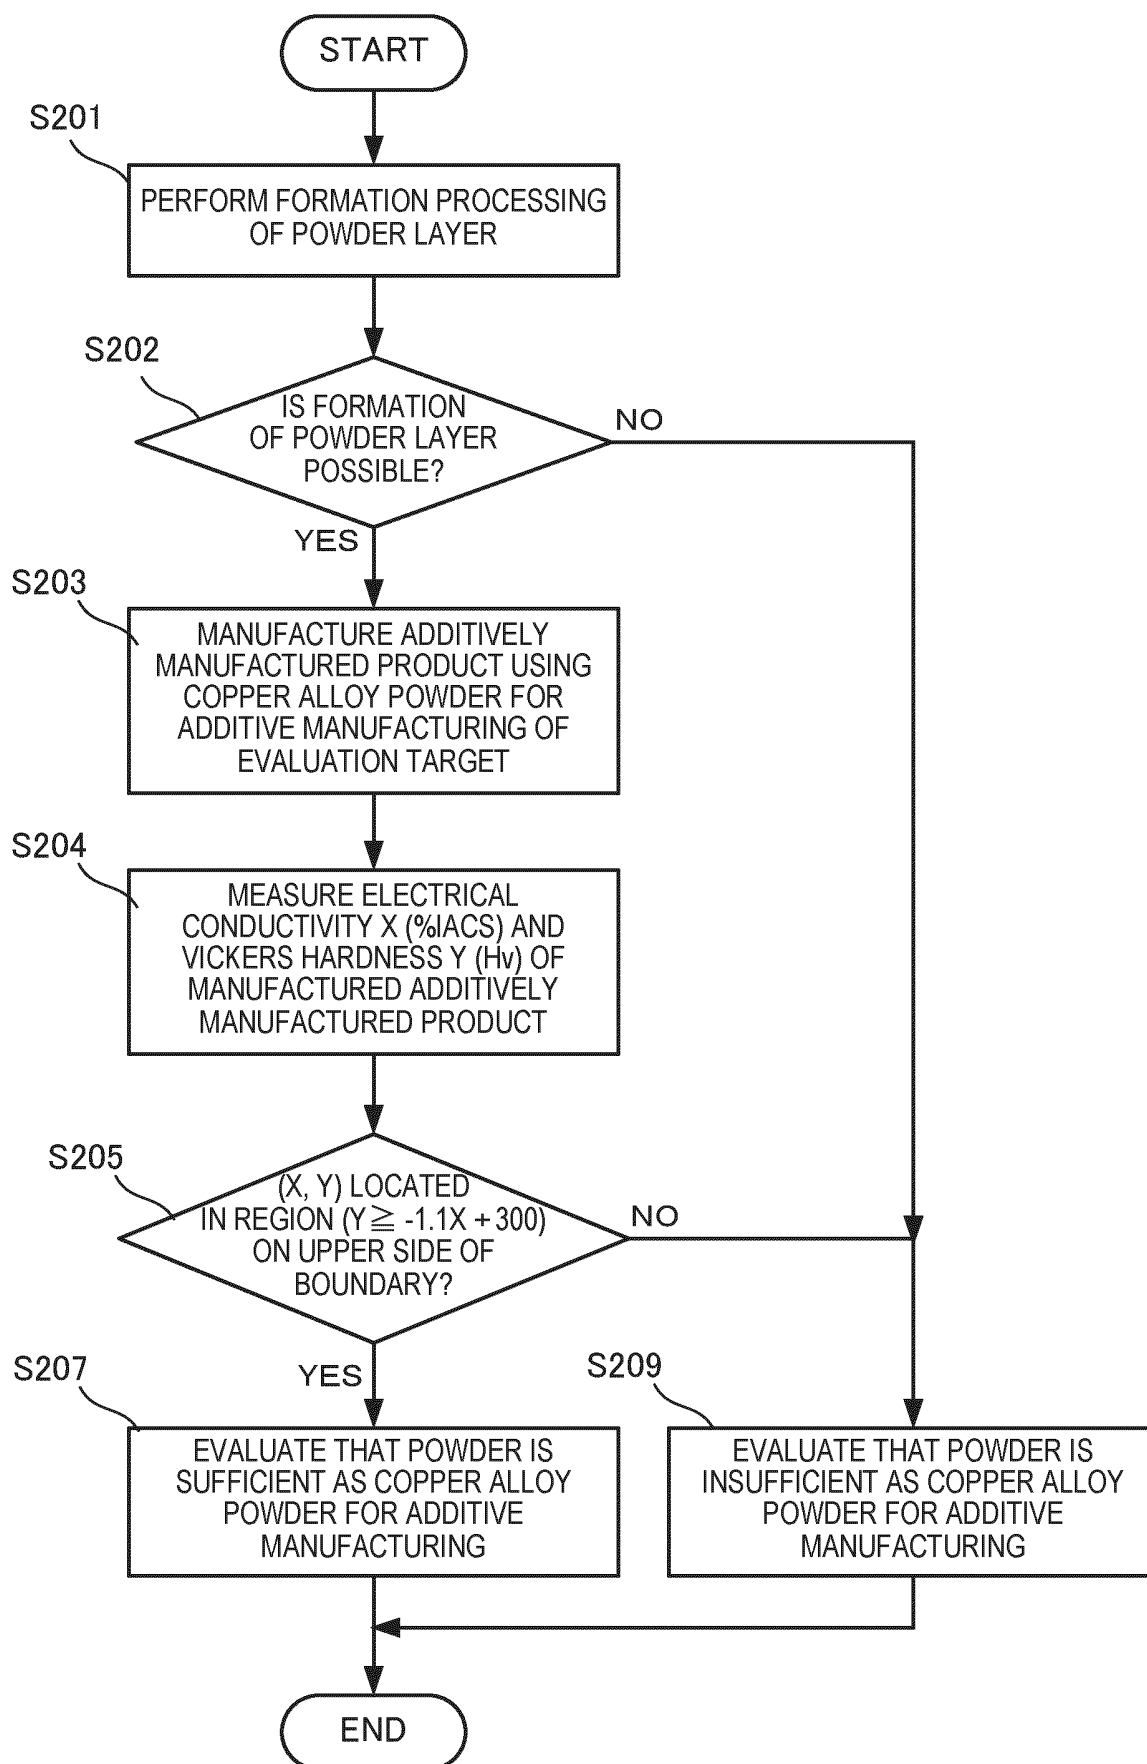 START
S201
PERFORM FORMATION PROCESSING
OF POWDER LAYER
S202
IS FORMATION
OF POWDER LAYER
POSSIBLE?
NO
YES
S203
MANUFACTURE ADDITIVELY
MANUFACTURED PRODUCT USING
COPPER ALLOY POWDER FOR
ADDITIVE MANUFACTURING OF
EVALUATION TARGET
S204
MEASURE ELECTRICAL
CONDUCTIVITY X (%IACS) AND
VICKERS HARDNESS Y (Hv) OF
MANUFACTURED ADDITIVELY
MANUFACTURED PRODUCT
S205
(X, Y) LOCATED
IN REGION (Y≧ -1.1X + 300)
ON UPPER SIDE OF
BOUNDARY?
NO
YES
S207
EVALUATE THAT POWDER IS
SUFFICIENT AS COPPER ALLOY
POWDER FOR ADDITIVE
MANUFACTURING
S209
EVALUATE THAT POWDER IS
INSUFFICIENT AS COPPER ALLOY
POWDER FOR ADDITIVE
MANUFACTURING
END